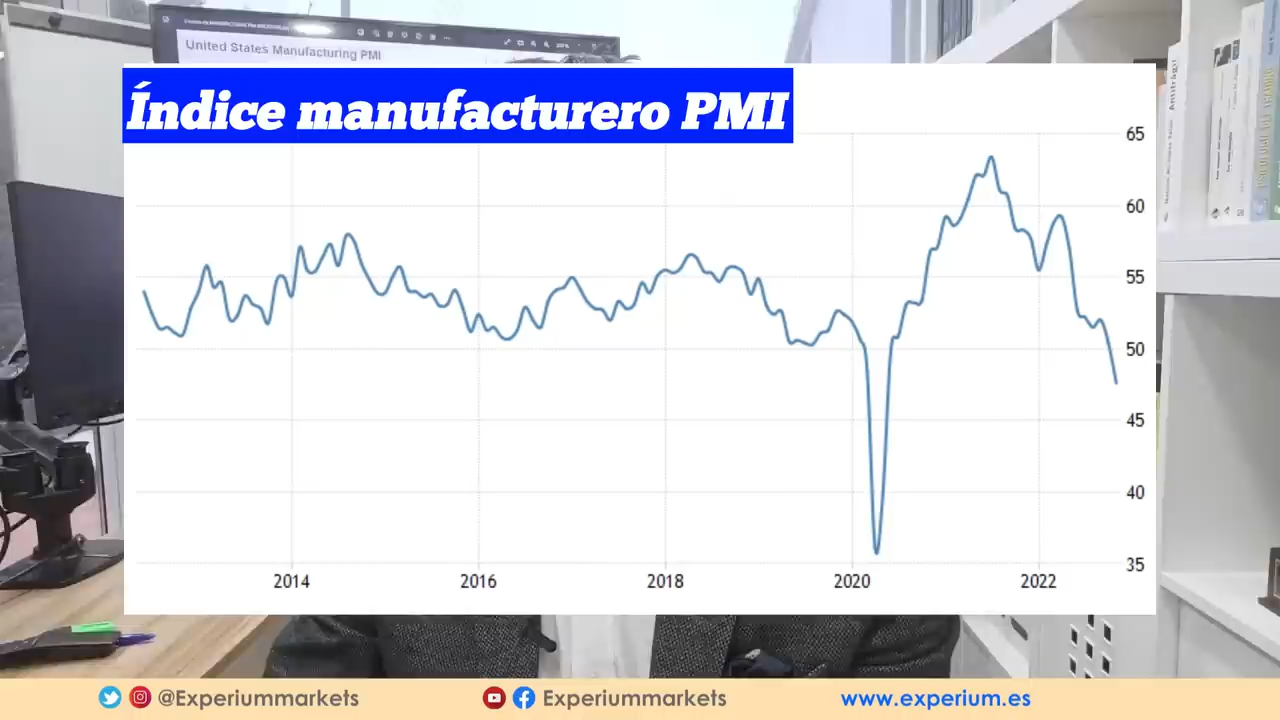 United States Manufacturing PMI
Índice manufacturero PMI
65
60
55
50
45
40
35
2014 2016 2018 2020 2022
@Experiummarkets Experiummarkets www.experium.es